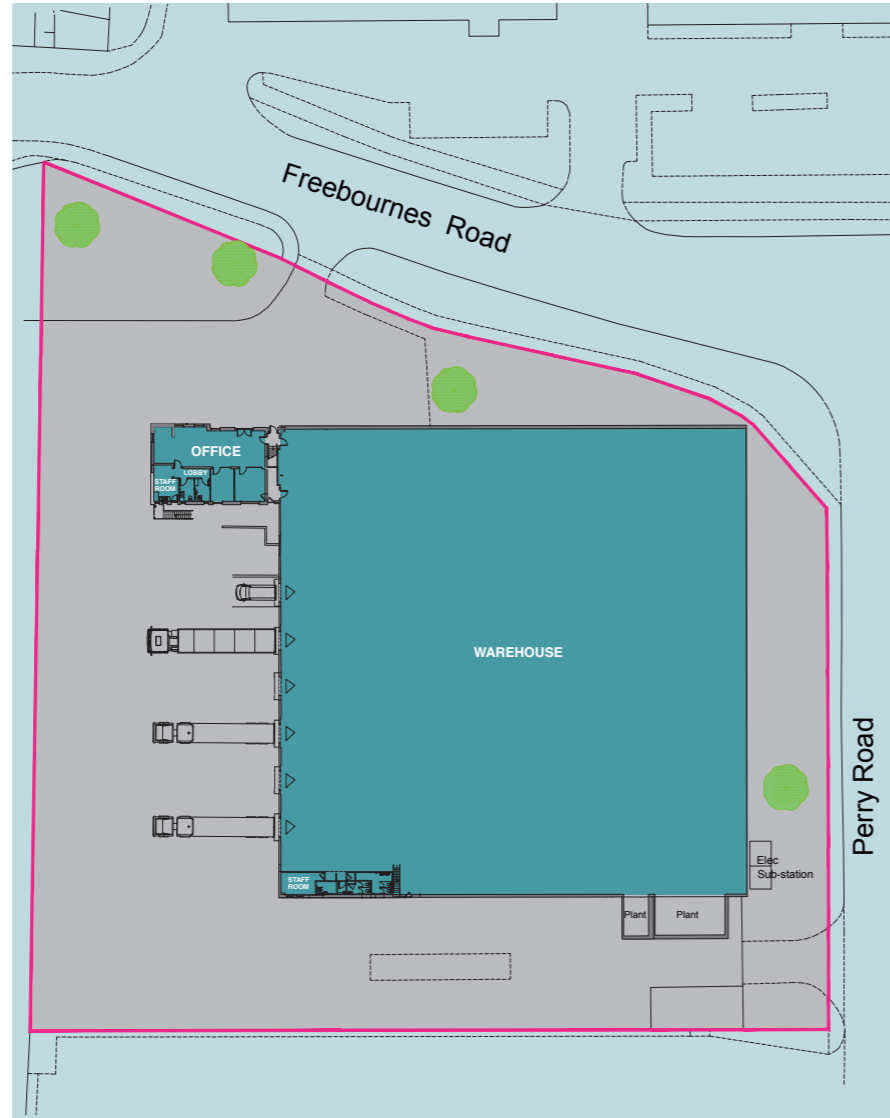 Freebournes Road
OFFICE
LOBBY
STAFF
ROOM
WAREHOUSE
Perry Road
Elec
Sub-station
STAFF
ROOM
Plant
Plant